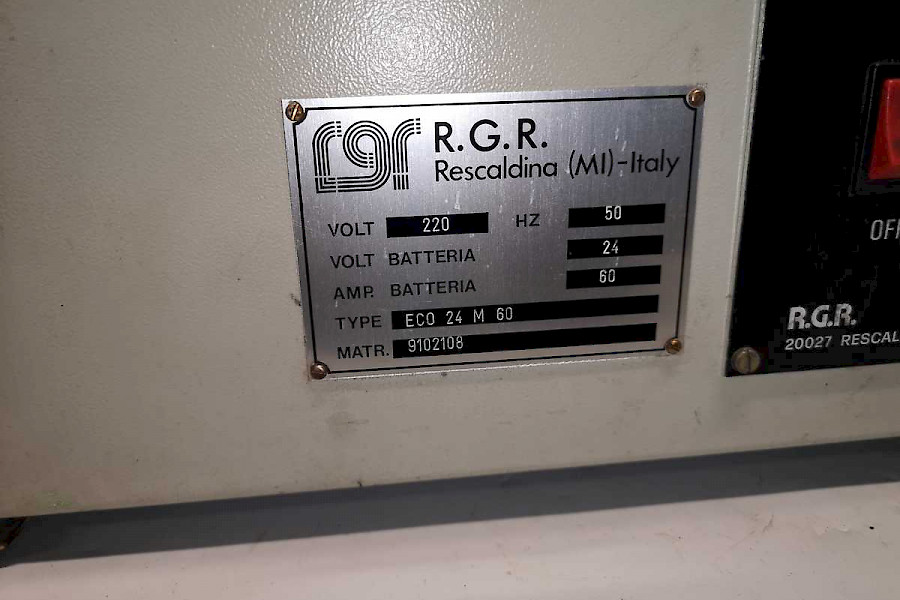 rgr R.G.R.
Rescaldina (MI)-Italy
VOLT 220 HZ 50
VOLT BATTERIA 24
AMP. BATTERIA 60
TYPE ECO 24 M 60
MATR. 9102108
OFF
R.G.R.
20027 RESCAL